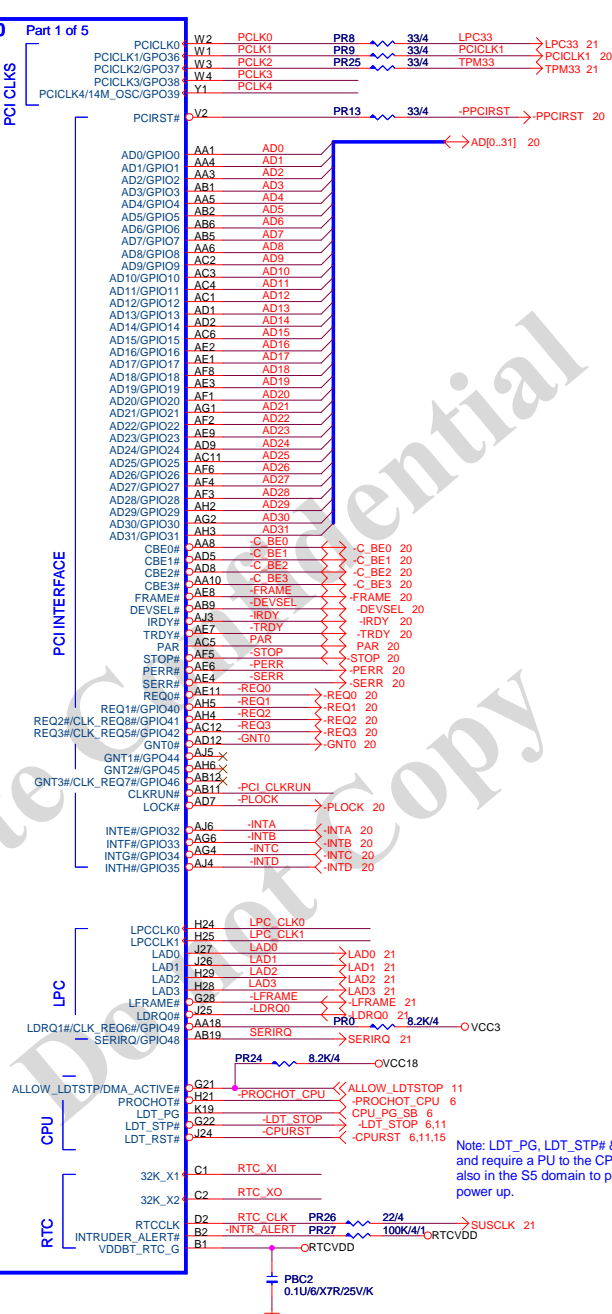 0 Part 1 of 5
PCI CLKS
PCICLK0 W2 PCLK0 PR8 33/4 LPC33 LPC33 21
PCICLK1/GPO36 W1 PCLK1 PR9 33/4 PCICLK1 PCICLK1 20
PCICLK2/GPO37 W3 PCLK2 PR25 33/4 TPM33 TPM33 21
PCICLK3/GPO38 W4 PCLK3
PCICLK4/14M_OSC/GPO39 Y1 PCLK4
PCIRST# V2 PR13 33/4 -PPCIRST -PPCIRST 20
PCI INTERFACE
AD[0..31] 20
AD0/GPIO0 AA1 AD0
AD1/GPIO1 AA4 AD1
AD2/GPIO2 AA3 AD2
AD3/GPIO3 AB1 AD3
AD4/GPIO4 AA5 AD4
AD5/GPIO5 AB2 AD5
AD6/GPIO6 AB6 AD6
AD7/GPIO7 AB5 AD7
AD8/GPIO8 AA6 AD8
AD9/GPIO9 AC2 AD9
AD10/GPIO10 AC3 AD10
AD11/GPIO11 AC4 AD11
AD12/GPIO12 AC1 AD12
AD13/GPIO13 AD1 AD13
AD14/GPIO14 AD2 AD14
AD15/GPIO15 AC6 AD15
AD16/GPIO16 AE2 AD16
AD17/GPIO17 AE1 AD17
AD18/GPIO18 AF8 AD18
AD19/GPIO19 AE3 AD19
AD20/GPIO20 AF1 AD20
AD21/GPIO21 AG1 AD21
AD22/GPIO22 AF2 AD22
AD23/GPIO23 AE9 AD23
AD24/GPIO24 AD9 AD24
AD25/GPIO25 AC11 AD25
AD26/GPIO26 AF6 AD26
AD27/GPIO27 AF4 AD27
AD28/GPIO28 AF3 AD28
AD29/GPIO29 AH2 AD29
AD30/GPIO30 AG2 AD30
AD31/GPIO31 AH3 AD31
CBE0# AA8 -C_BE0 -C_BE0 20
CBE1# AD5 -C_BE1 -C_BE1 20
CBE2# AD8 -C_BE2 -C_BE2 20
CBE3# AA10 -C_BE3 -C_BE3 20
FRAME# AE8 -FRAME -FRAME 20
DEVSEL# AB9 -DEVSEL -DEVSEL 20
IRDY# AJ3 -IRDY -IRDY 20
TRDY# AE7 -TRDY -TRDY 20
PAR AC5 PAR PAR 20
STOP# AF5 -STOP -STOP 20
PERR# AE6 -PERR -PERR 20
SERR# AE4 -SERR -SERR 20
REQ0# AE11 -REQ0 -REQ0 20
REQ1#/GPIO40 AH5 -REQ1 -REQ1 20
REQ2#/CLK_REQ8#/GPIO41 AH4 -REQ2 -REQ2 20
REQ3#/CLK_REQ5#/GPIO42 AC12 -REQ3 -REQ3 20
GNT0# AD12 -GNT0 -GNT0 20
GNT1#/GPO44 AJ5
GNT2#/GPO45 AH6
GNT3#/CLK_REQ7#/GPIO46 AB12
CLKRUN# AB11 -PCI_CLKRUN
LOCK# AD7 -PLOCK -PLOCK 20
INTE#/GPIO32 AJ6 -INTA -INTA 20
INTF#/GPIO33 AG6 -INTB -INTB 20
INTG#/GPIO34 AG4 -INTC -INTC 20
INTH#/GPIO35 AJ4 -INTD -INTD 20
LPC
LPCCLK0 H24 LPC_CLK0
LPCCLK1 H25 LPC_CLK1
LAD0 J27 LAD0 LAD0 21
LAD1 J26 LAD1 LAD1 21
LAD2 H29 LAD2 LAD2 21
LAD3 H28 LAD3 LAD3 21
LFRAME# G28 -LFRAME -LFRAME 21
LDRQ0# J25 -LDRQ0 -LDRQ0 21
LDRQ1#/CLK_REQ6#/GPIO49 AA18 PR0 8.2K/4 VCC3
SERIRQ/GPIO48 AB19 SERIRQ SERIRQ 21
PR24 8.2K/4 VCC18
CPU
ALLOW_LDTSTP/DMA_ACTIVE# G21 ALLOW_LDTSTOP 11
PROCHOT# H21 -PROCHOT_CPU -PROCHOT_CPU 6
LDT_PG K19 CPU_PG_SB 6
LDT_STP# G22 -LDT_STOP -LDT_STOP 6,11
LDT_RST# J24 -CPURST -CPURST 6,11,15
Note: LDT_PG, LDT_STP# &
and require a PU to the CP
also in the S5 domain to p
power up.
RTC
32K_X1 C1 RTC_XI
32K_X2 C2 RTC_XO
RTCCLK D2 RTC_CLK PR26 22/4 SUSCLK 21
INTRUDER_ALERT# B2 -INTR_ALERT PR27 100K/4/1 RTCVDD
VDDBT_RTC_G B1 RTCVDD
PBC2
0.1U/6/X7R/25V/K
te Confidential
Do not Copy